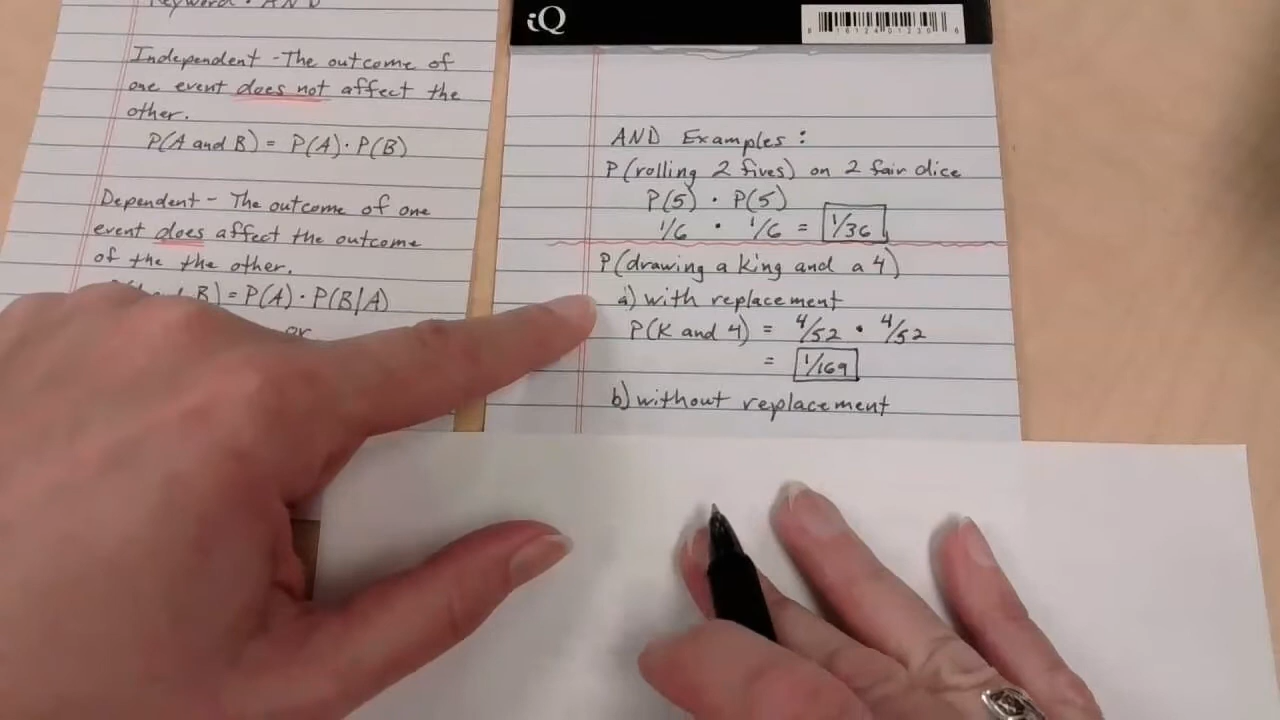 Keyword: AND
Independent - The outcome of
one event does not affect the
other.
P(A and B) = P(A) · P(B)
Dependent - The outcome of one
event does affect the outcome
of the the other.
B) = P(A) · P(B|A)
or
iQ
AND Examples:
P(rolling 2 fives) on 2 fair dice
P(5) · P(5)
1/6 · 1/6 = 1/36
P(drawing a king and a 4)
a) with replacement
P(K and 4) = 4/52 · 4/52
= 1/169
b) without replacement